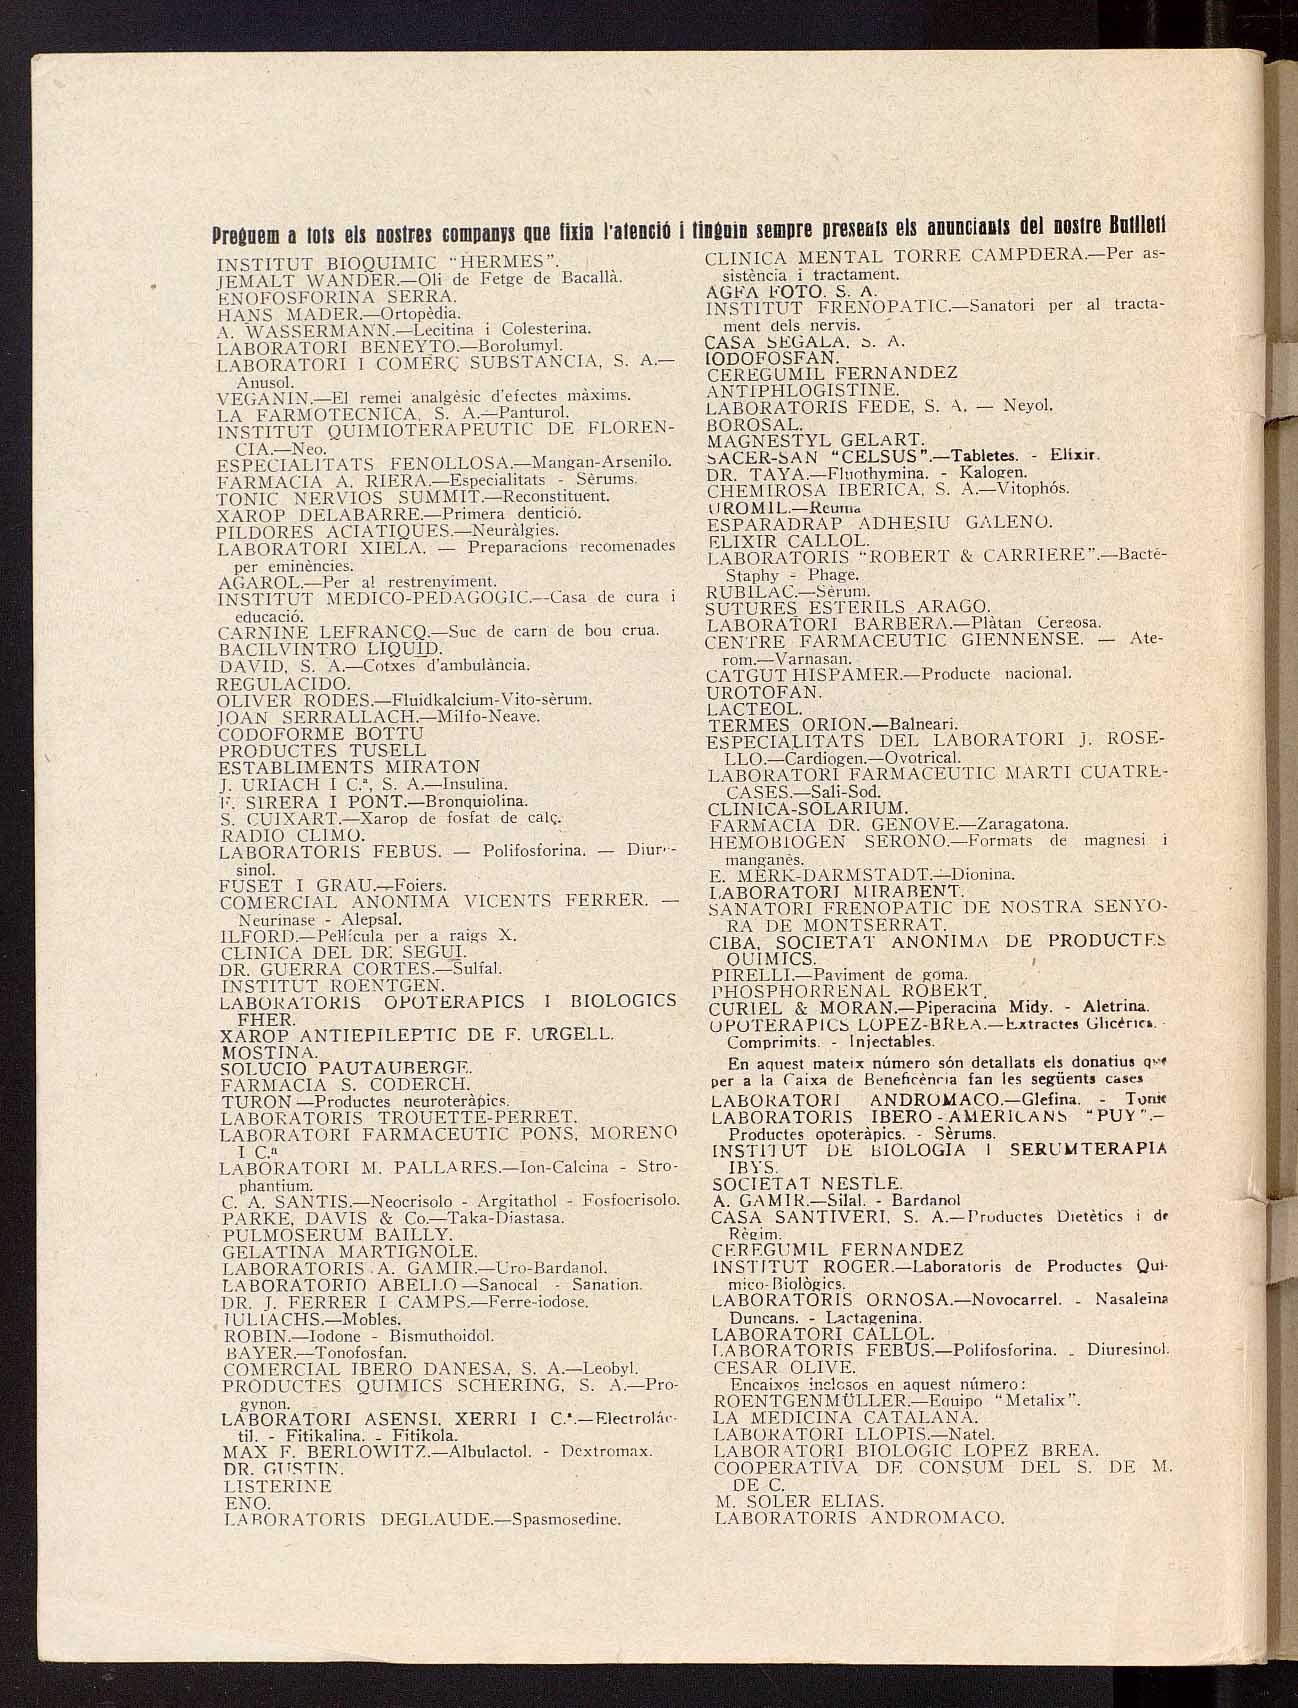 Preguem a tots els nostres companys que fixin l'atenció i tinguin sempre presents els anunciants del nostre Butlletí
INSTITUT BIOQUIMIC “HERMES”.
JEMALT WANDER.—Oli de Fetge de Bacallà.
ENOFOSFORINA SERRA.
HANS MADER.—Ortopèdia.
A. WASSERMANN.—Lecitina i Colesterina.
LABORATORI BENEYTO.—Borolumyl.
LABORATORI I COMERÇ SUBSTANCIA, S. A.—
Anusol.
VEGANIN.—El remei analgèsic d'efectes màxims.
LA FARMOTECNICA, S. A.—Panturol.
INSTITUT QUIMIOTERAPEUTIC DE FLOREN-
CIA.—Neo.
ESPECIALITATS FENOLLOSA.—Mangan-Arsenilo.
FARMACIA A. RIERA.—Especialitats - Sèrums.
TONIC NERVIOS SUMMIT.—Reconstituent.
XAROP DELABARRE.—Primera dentició.
PILDORES ACIATIQUES.—Neuràlgies.
LABORATORI XIELA. — Preparacions recomenades
per eminències.
AGAROL.—Per al restrenyiment.
INSTITUT MEDICO-PEDAGOGIC.—Casa de cura i
educació.
CARNINE LEFRANCQ.—Suc de carn de bou crua.
BACILVINTRO LIQUID.
DAVID, S. A.—Cotxes d'ambulància.
REGULACIDO.
OLIVER RODES.—Fluidkalcium-Vito-sèrum.
JOAN SERRALLACH.—Milfo-Neave.
CODOFORME BOTTU
PRODUCTES TUSELL
ESTABLIMENTS MIRATON
J. URIACH I C.ª, S. A.—Insulina.
F. SIRERA I PONT.—Bronquiolina.
S. CUIXART.—Xarop de fosfat de calç.
RADIO CLIMO.
LABORATORIS FEBUS. — Polifosforina. — Diure-
sinol.
FUSET I GRAU.—Foiers.
COMERCIAL ANONIMA VICENTS FERRER. —
Neurinase - Alepsal.
ILFORD.—Pel·lícula per a raigs X.
CLINICA DEL DR. SEGUI.
DR. GUERRA CORTES.—Sulfal.
INSTITUT ROENTGEN.
LABORATORIS OPOTERAPICS I BIOLOGICS
FHER.
XAROP ANTIEPILEPTIC DE F. URGELL.
MOSTINA.
SOLUCIO PAUTAUBERGE.
FARMACIA S. CODERCH.
TURON—Productes neuroteràpics.
LABORATORIS TROUETTE-PERRET.
LABORATORI FARMACEUTIC PONS, MORENO
I C.ª
LABORATORI M. PALLARES.—Ion-Calcina - Stro-
phantium.
C. A. SANTIS.—Neocrisolo - Argitathol - Fosfocrisolo.
PARKE, DAVIS & Co.—Taka-Diastasa.
PULMOSERUM BAILLY.
GELATINA MARTIGNOLE.
LABORATORIS A. GAMIR.—Uro-Bardanol.
LABORATORIO ABELLO—Sanocal - Sanation.
DR. J. FERRER I CAMPS.—Ferre-iodose.
JULIACHS.—Mobles.
ROBIN.—Iodone - Bismuthoidol.
BAYER.—Tonofosfan.
COMERCIAL IBERO DANESA, S. A.—Leobyl.
PRODUCTES QUIMICS SCHERING, S. A.—Pro-
gynon.
LABORATORI ASENSI, XERRI I C.ª.—Electrolác-
til. - Fitikalina. - Fitikola.
MAX F. BERLOWITZ.—Albulactol. - Dextromax.
DR. GUSTIN.
LISTERINE
ENO.
LABORATORIS DEGLAUDE.—Spasmosedine.
CLINICA MENTAL TORRE CAMPDERA.—Per as-
sistència i tractament.
AGFA FOTO. S. A.
INSTITUT FRENOPATIC.—Sanatori per al tracta-
ment dels nervis.
CASA SEGALA. S. A.
IODOFOSFAN.
CEREGUMIL FERNANDEZ
ANTIPHLOGISTINE.
LABORATORIS FEDE, S. A. — Neyol.
BOROSAL.
MAGNESTYL GELART.
SACER-SAN “CELSUS”.—Tabletes. - Elixir.
DR. TAYA.—Fluothymina. - Kalogen.
CHEMIROSA IBERICA, S. A.—Vitophós.
UROMIL.—Reuma
ESPARADRAP ADHESIU GALENO.
ELIXIR CALLOL.
LABORATORIS “ROBERT & CARRIERE”.—Bacté-
Staphy - Phage.
RUBILAC.—Sèrum.
SUTURES ESTERILS ARAGO.
LABORATORI BARBERA.—Plàtan Cereosa.
CENTRE FARMACEUTIC GIENNENSE. — Ate-
rom.—Varnasan.
CATGUT HISPAMER.—Producte nacional.
UROTOFAN.
LACTEOL.
TERMES ORION.—Balneari.
ESPECIALITATS DEL LABORATORI J. ROSE-
LLO.—Cardiogen.—Ovotrical.
LABORATORI FARMACEUTIC MARTI CUATRE-
CASES.—Sali-Sod.
CLINICA-SOLARIUM.
FARMACIA DR. GENOVE.—Zaragatona.
HEMOBIOGEN SERONO.—Formats de magnesi i
manganès.
E. MERK-DARMSTADT.—Dionina.
LABORATORI MIRABENT.
SANATORI FRENOPATIC DE NOSTRA SENYO-
RA DE MONTSERRAT.
CIBA, SOCIETAT ANONIMA DE PRODUCTES
QUIMICS.
PIRELLI.—Paviment de goma.
PHOSPHORRENAL ROBERT.
CURIEL & MORAN.—Piperacina Midy. - Aletrina.
OPOTERAPICS LOPEZ-BREA.—Extractes Glicérics. -
Comprimits. - Injectables.
En aquest mateix número són detallats els donatius que
per a la Caixa de Beneficència fan les següents cases
LABORATORI ANDROMACO.—Glefina. - Tonic
LABORATORIS IBERO-AMERICANS “PUY”.—
Productes opoteràpics. - Sèrums.
INSTITUT DE BIOLOGIA I SERUMTERAPIA
IBYS.
SOCIETAT NESTLE.
A. GAMIR.—Silal. - Bardanol
CASA SANTIVERI, S. A.—Productes Dietètics i de
Règim.
CEREGUMIL FERNANDEZ
INSTITUT ROGER.—Laboratoris de Productes Quí-
mico-Biològics.
LABORATORIS ORNOSA.—Novocarrel. - Nasaleina
Duncans. - Lactagenina.
LABORATORI CALLOL.
LABORATORIS FEBUS.—Polifosforina. - Diuresinol.
CESAR OLIVE.
Encaixos inclosos en aquest número:
ROENTGENMÜLLER.—Equipo “Metalix”.
LA MEDICINA CATALANA.
LABORATORI LLOPIS.—Natel.
LABORATORI BIOLOGIC LOPEZ BREA.
COOPERATIVA DE CONSUM DEL S. DE M.
DE C.
M. SOLER ELIAS.
LABORATORIS ANDROMACO.